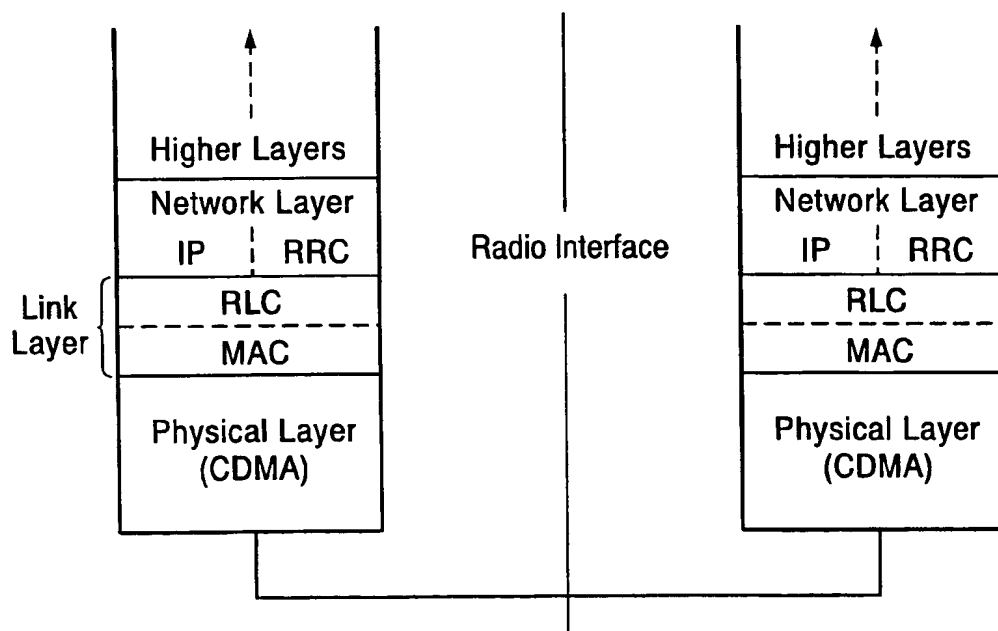 Higher Layers
Network Layer
IP
RRC
Link
Layer
RLC
MAC
Physical Layer
(CDMA)
Radio Interface
Higher Layers
Network Layer
IP
RRC
RLC
MAC
Physical Layer
(CDMA)